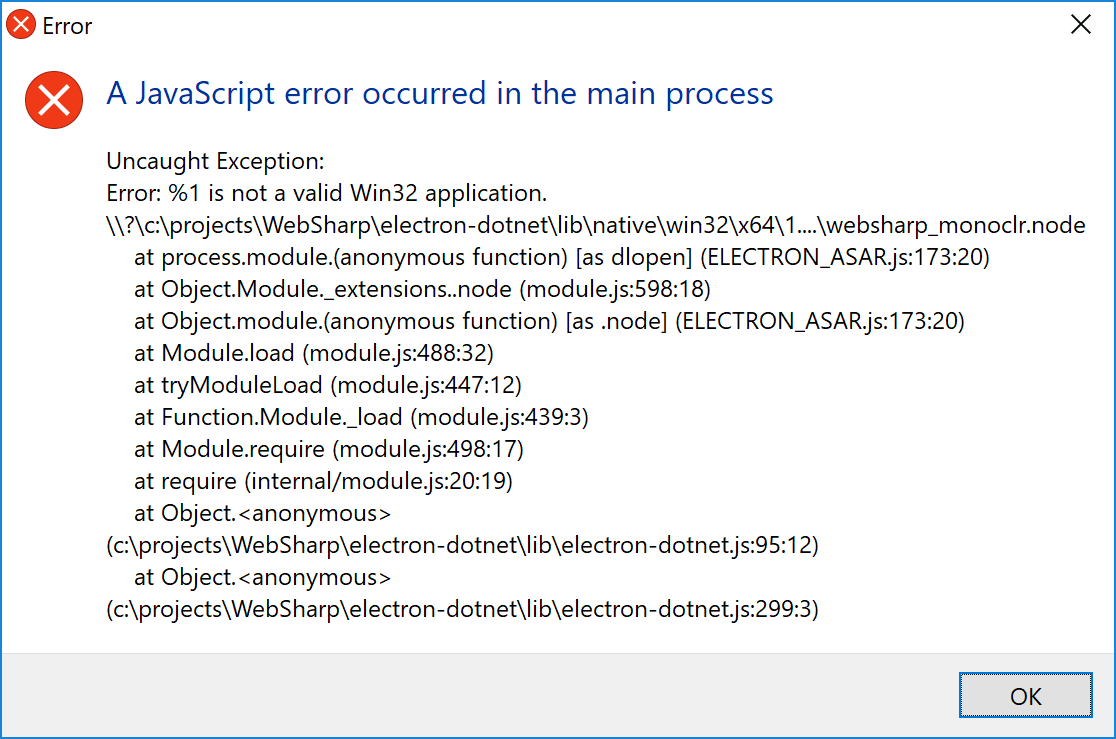 Error
A JavaScript error occurred in the main process
Uncaught Exception:
Error: %1 is not a valid Win32 application.
\\?\c:\projects\WebSharp\electron-dotnet\lib\native\win32\x64\1....\websharp_monoclr.node
at process.module.(anonymous function) [as dlopen] (ELECTRON_ASAR.js:173:20)
at Object.Module._extensions..node (module.js:598:18)
at Object.module.(anonymous function) [as .node] (ELECTRON_ASAR.js:173:20)
at Module.load (module.js:488:32)
at tryModuleLoad (module.js:447:12)
at Function.Module._load (module.js:439:3)
at Module.require (module.js:498:17)
at require (internal/module.js:20:19)
at Object.<anonymous>
(c:\projects\WebSharp\electron-dotnet\lib\electron-dotnet.js:95:12)
at Object.<anonymous>
(c:\projects\WebSharp\electron-dotnet\lib\electron-dotnet.js:299:3)
OK